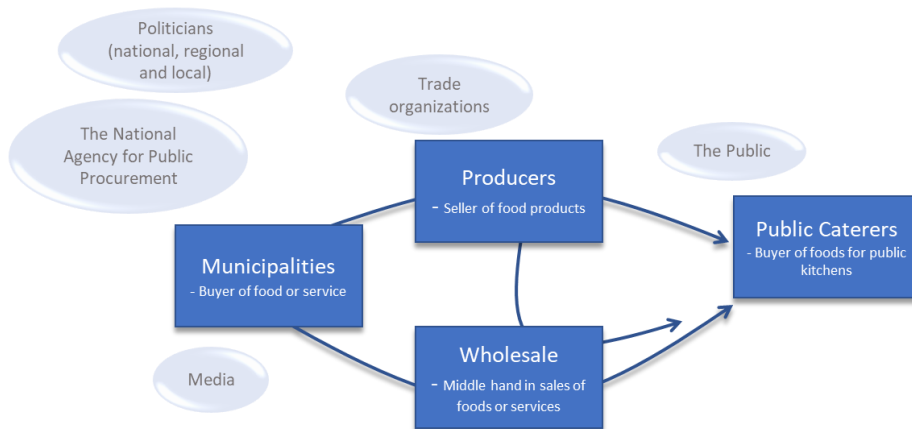 Politicians
(national, regional
and local)
Trade
organizations
The National
Agency for Public
Procurement
The Public
Producers
- Seller of food products
Public Caterers
- Buyer of foods for public
kitchens
Municipalities
- Buyer of food or service
Wholesale
- Middle hand in sales of
foods or services
Media